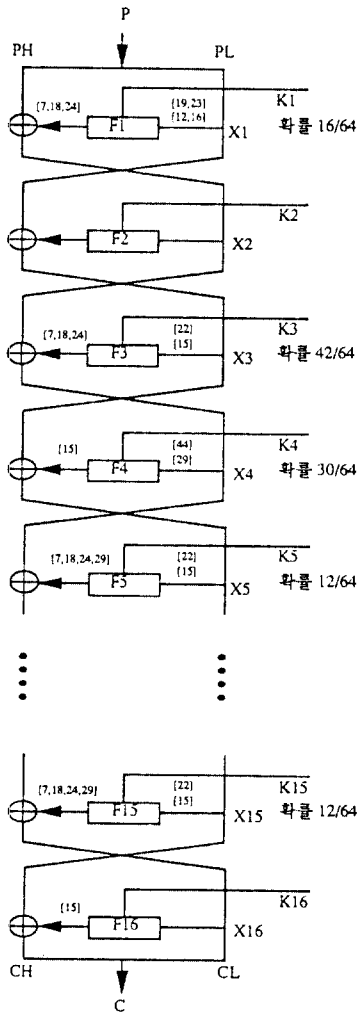 P
PH PL
K1
[7,18,24] F1 [19,23]
[12,16] X1 확률 16/64
K2
F2 X2
K3
[7,18,24] F3 [22]
[15] X3 확률 42/64
K4
[15] F4 [44]
[29] X4 확률 30/64
K5
[7,18,24,29] F5 [22]
[15] X5 확률 12/64
K15
[7,18,24,29] F15 [22]
[15] X15 확률 12/64
K16
[15] F16 X16
CH CL
C